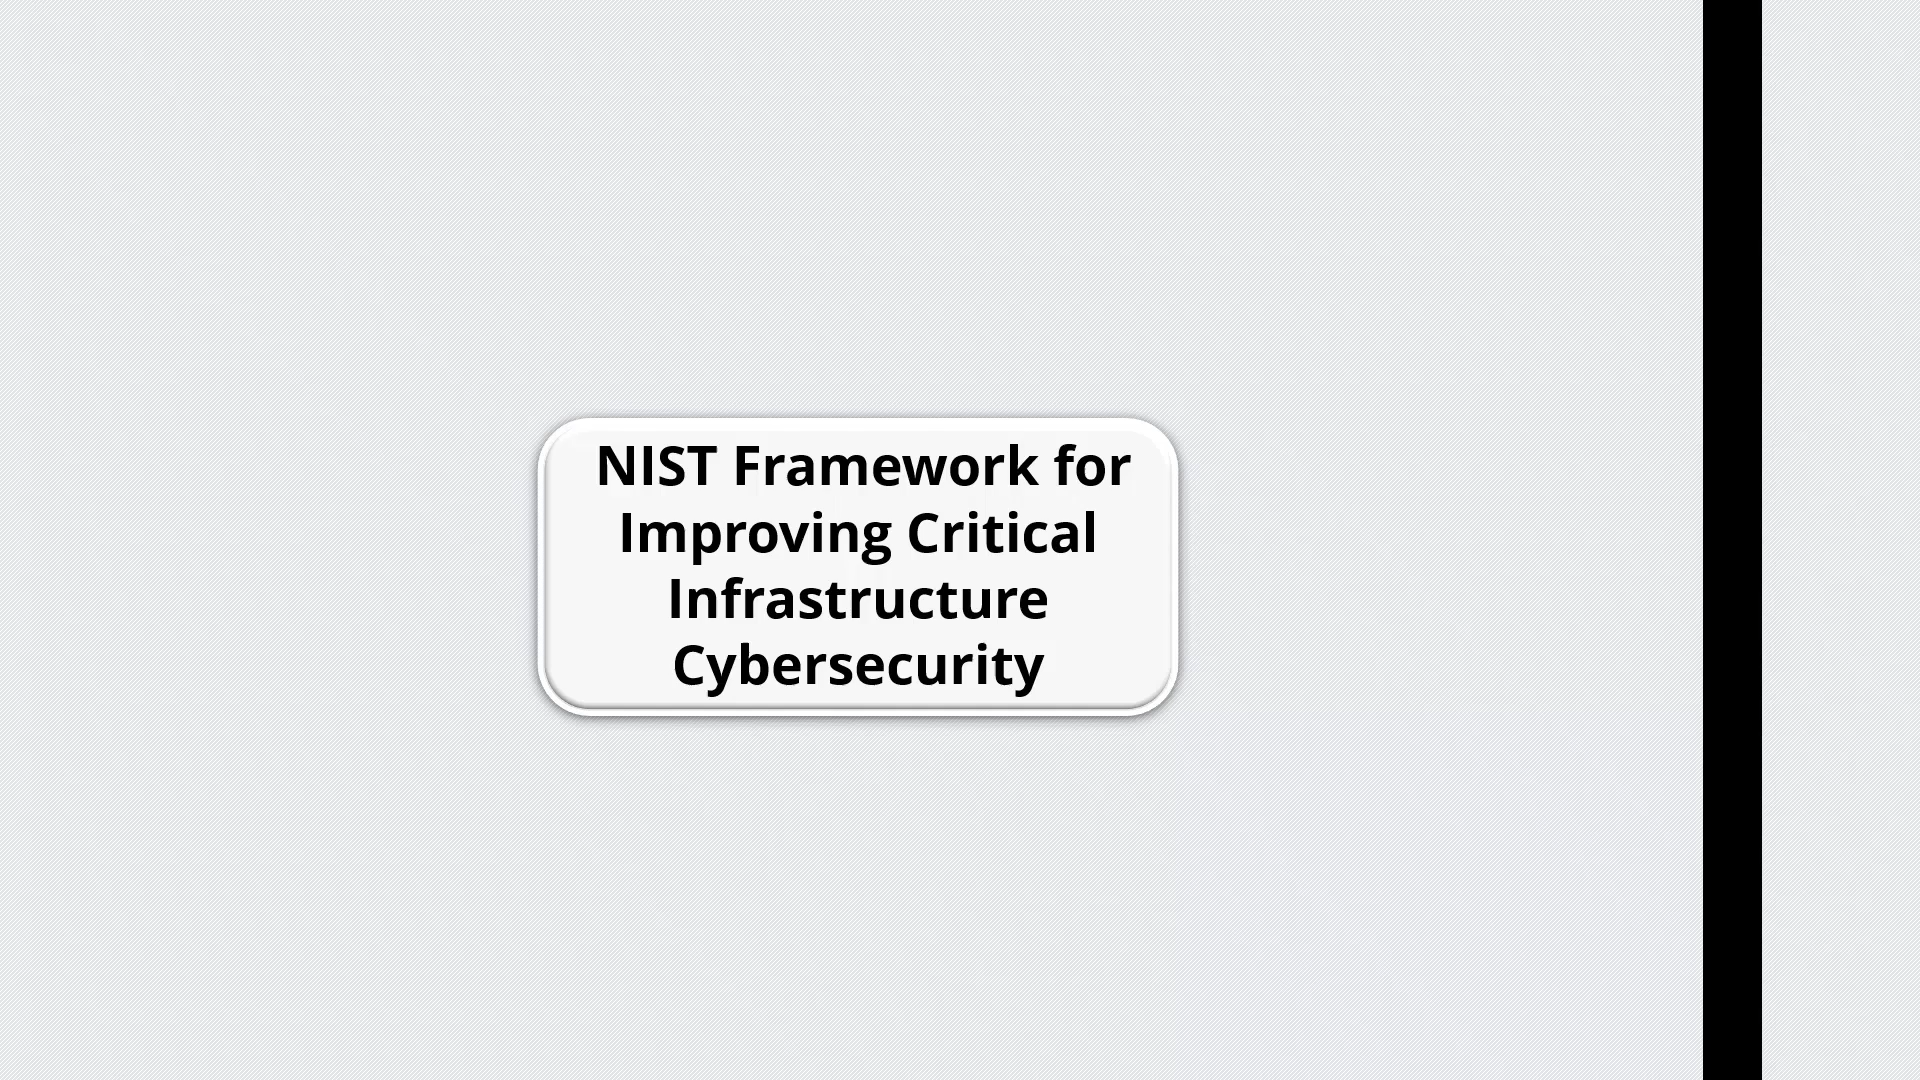 NIST Framework for
Improving Critical
Infrastructure
Cybersecurity